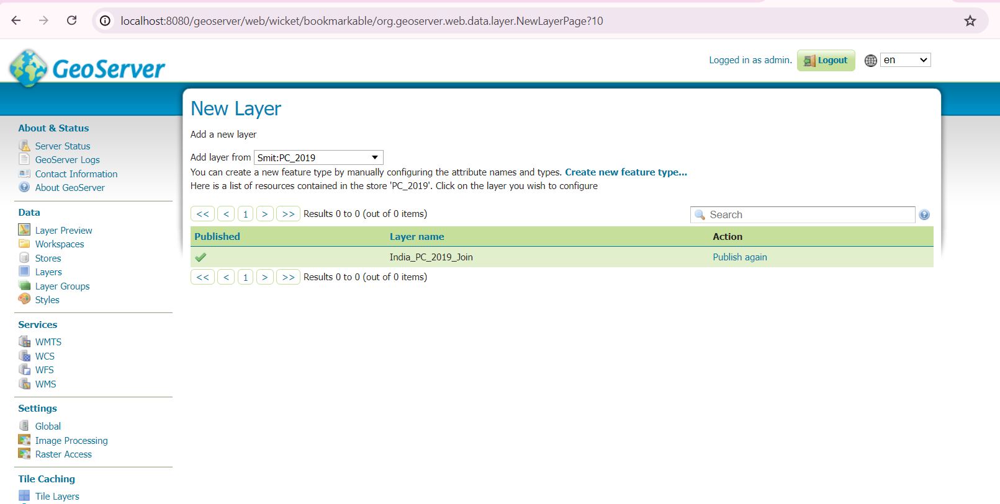 localhost:8080/geoserver/web/wicket/bookmarkable/org.geoserver.web.data.layer.NewLayerPage?10
GeoServer
Logged in as admin.
Logout
en
New Layer
Add a new layer
Add layer from Smit:PC_2019
You can create a new feature type by manually configuring the attribute names and types. Create new feature type...
Here is a list of resources contained in the store 'PC_2019'. Click on the layer you wish to configure
<< < 1 > >> Results 0 to 0 (out of 0 items)
Search
Published Layer name Action
India_PC_2019_Join Publish again
<< < 1 > >> Results 0 to 0 (out of 0 items)
About & Status
Server Status
GeoServer Logs
Contact Information
About GeoServer
Data
Layer Preview
Workspaces
Stores
Layers
Layer Groups
Styles
Services
WMTS
WCS
WFS
WMS
Settings
Global
Image Processing
Raster Access
Tile Caching
Tile Layers